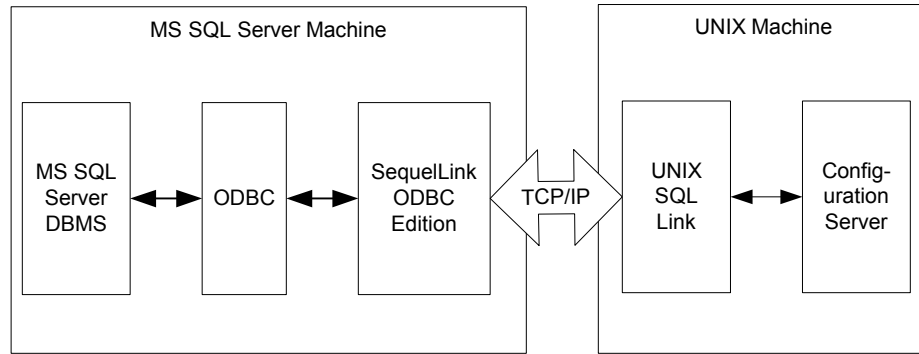 MS SQL Server Machine
UNIX Machine
MS SQL
Server
DBMS
ODBC
SequelLink
ODBC
Edition
TCP/IP
UNIX
SQL
Link
Config-
uration
Server